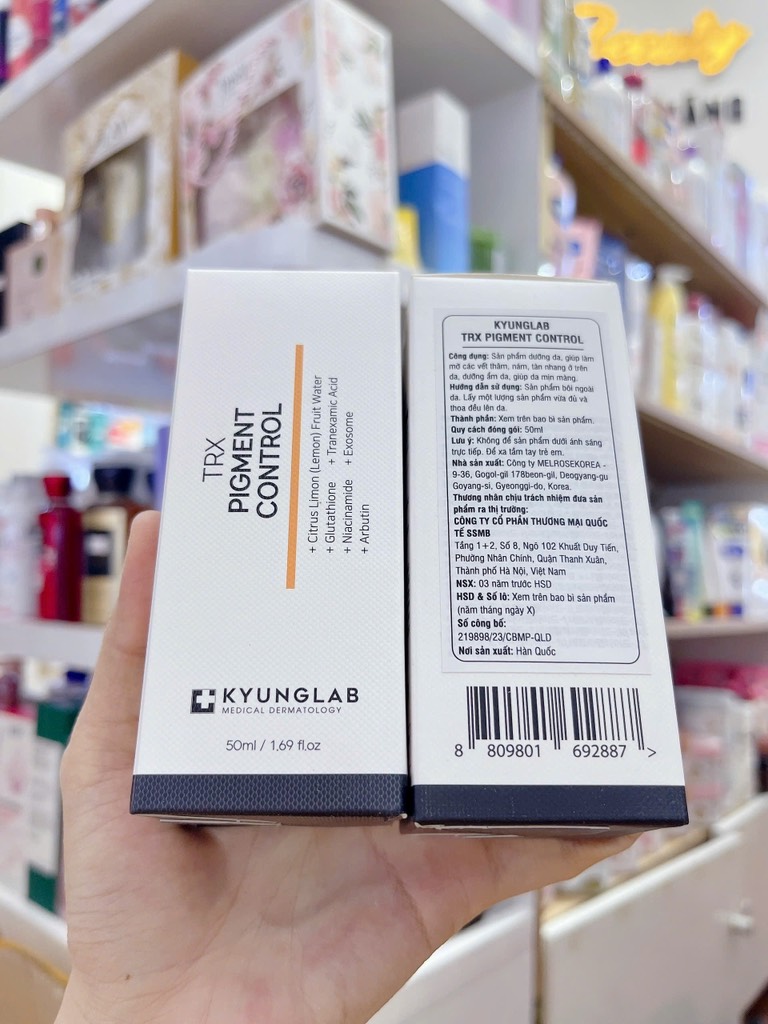 Beauty
TRX
PIGMENT
CONTROL
+ Citrus Limon (Lemon) Fruit Water
+ Glutathione + Tranexamic Acid
+ Niacinamide + Exosome
+ Arbutin
KYUNGLAB
MEDICAL DERMATOLOGY
50ml / 1.69 fl.oz
KYUNGLAB
TRX PIGMENT CONTROL
Công dụng: Sản phẩm dưỡng da, giúp làm
mờ các vết thâm, nám, tàn nhang ở trên
da, dưỡng ẩm da, giúp da mịn màng.
Hướng dẫn sử dụng: Sản phẩm bôi ngoài
da. Lấy một lượng sản phẩm vừa đủ và
thoa đều lên da.
Thành phần: Xem trên bao bì sản phẩm.
Quy cách đóng gói: 50ml
Lưu ý: Không để sản phẩm dưới ánh sáng
trực tiếp. Để xa tầm tay trẻ em.
Nhà sản xuất: Công ty MELROSEKOREA -
9-36, Gogol-gil 178beon-gil, Deogyang-gu
Goyang-si, Gyeonggi-do, Korea.
Thương nhân chịu trách nhiệm đưa sản
phẩm ra thị trường:
CÔNG TY CỔ PHẦN THƯƠNG MẠI QUỐC
TẾ SSMB
Tầng 1+2, Số 8, Ngõ 102 Khuất Duy Tiến,
Phường Nhân Chính, Quận Thanh Xuân,
Thành phố Hà Nội, Việt Nam
NSX: 03 năm trước HSD
HSD & Số lô: Xem trên bao bì sản phẩm
(năm tháng ngày X)
Số công bố:
219898/23/CBMP-QLD
Nơi sản xuất: Hàn Quốc
8 809801 692887 >